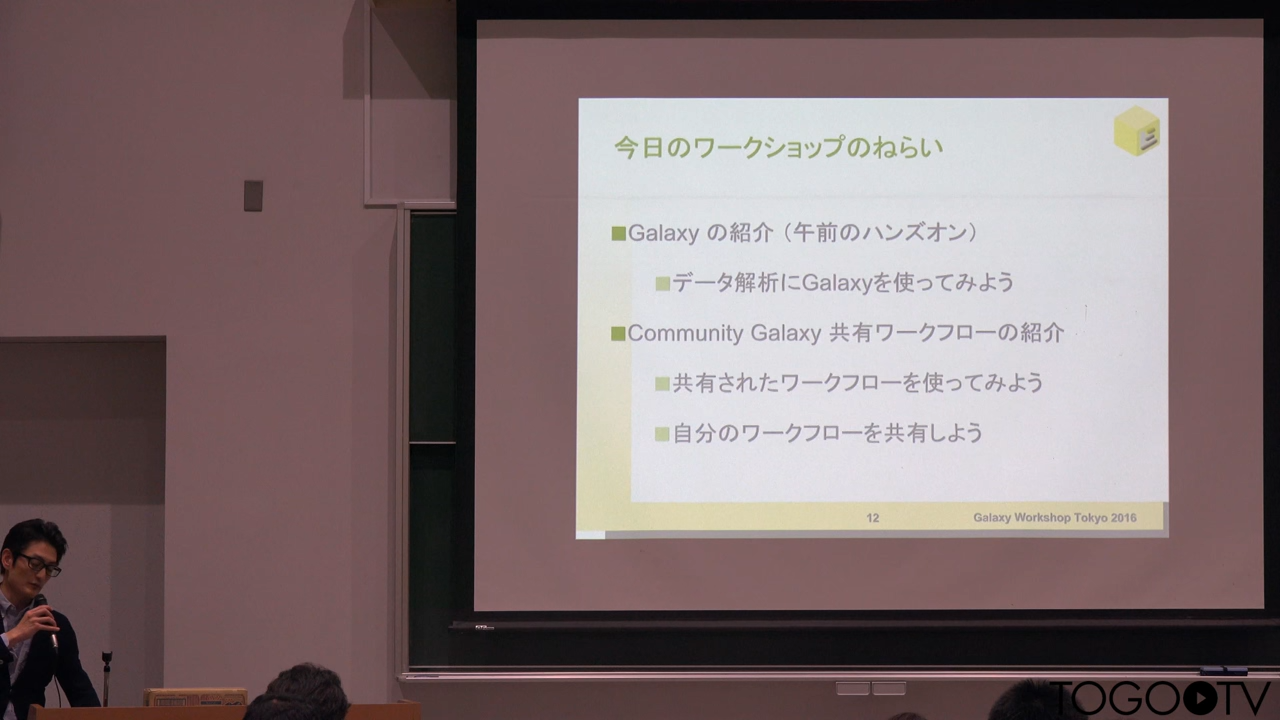 今日のワークショップのねらい
■Galaxy の紹介（午前のハンズオン）
■データ解析にGalaxyを使ってみよう
■Community Galaxy 共有ワークフローの紹介
■共有されたワークフローを使ってみよう
■自分のワークフローを共有しよう
12 Galaxy Workshop Tokyo 2016
TOGOTV